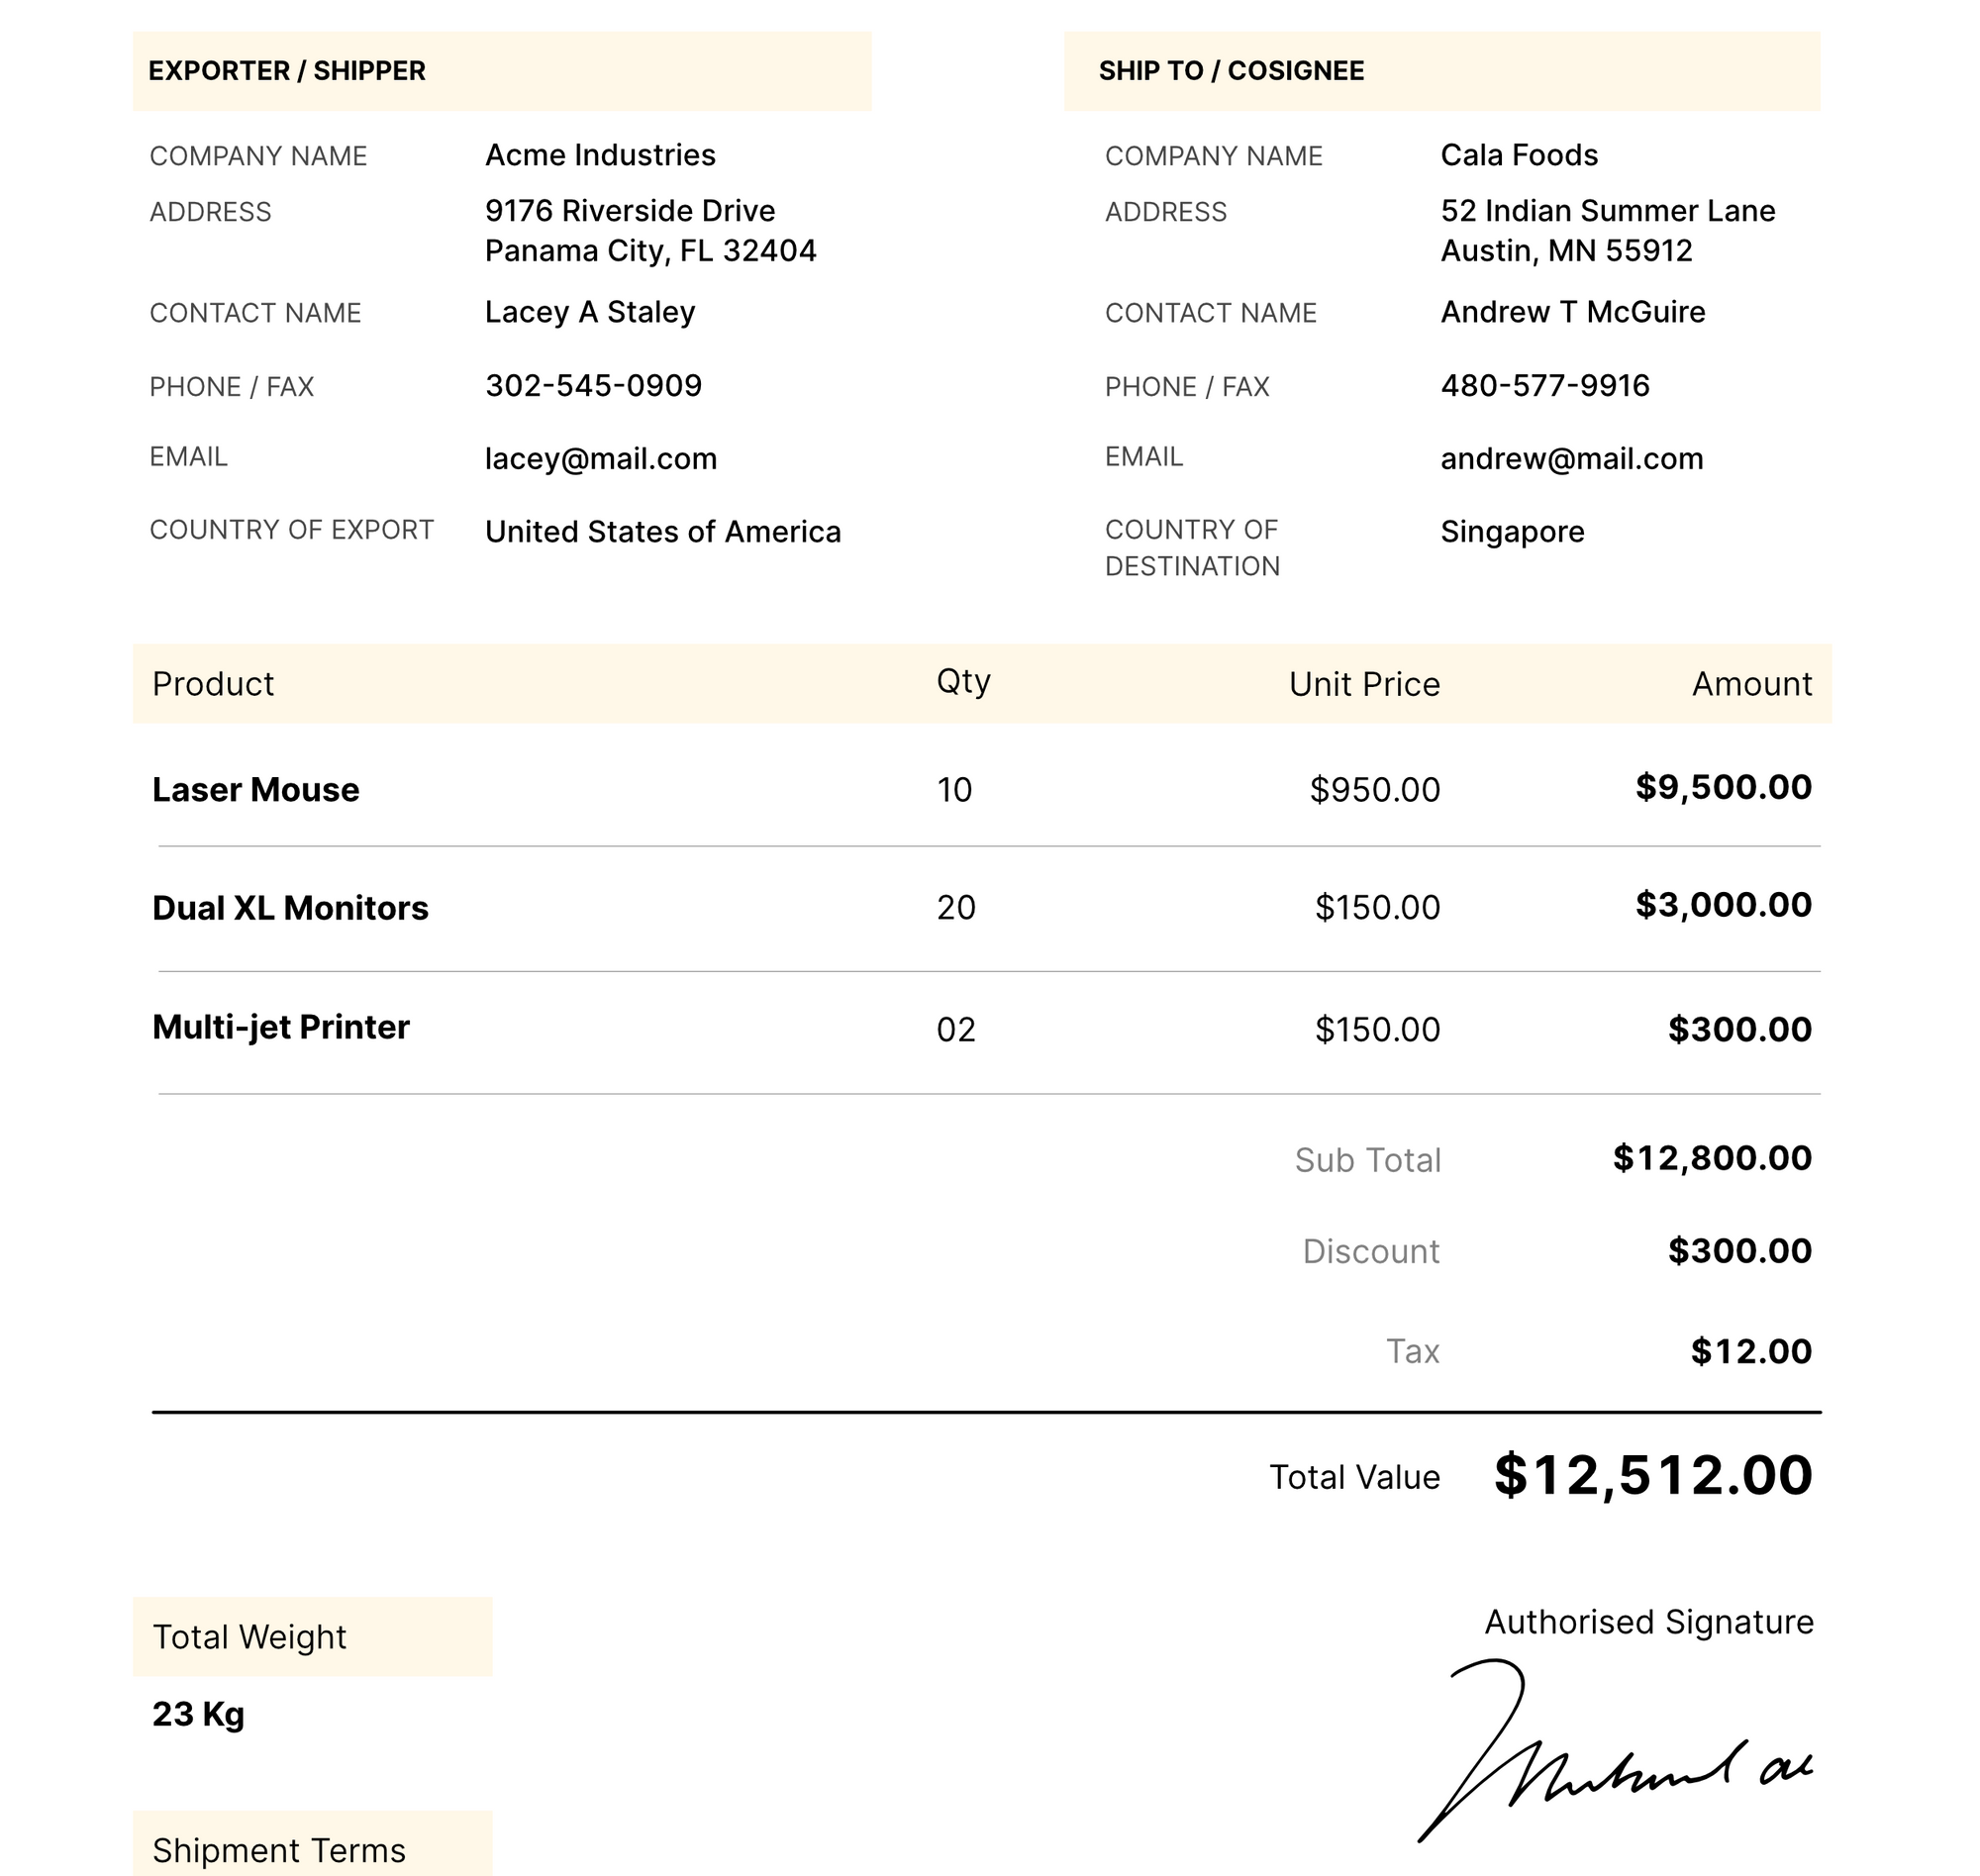 EXPORTER / SHIPPER
COMPANY NAME Acme Industries
ADDRESS 9176 Riverside Drive
Panama City, FL 32404
CONTACT NAME Lacey A Staley
PHONE / FAX 302-545-0909
EMAIL lacey@mail.com
COUNTRY OF EXPORT United States of America
SHIP TO / COSIGNEE
COMPANY NAME Cala Foods
ADDRESS 52 Indian Summer Lane
Austin, MN 55912
CONTACT NAME Andrew T McGuire
PHONE / FAX 480-577-9916
EMAIL andrew@mail.com
COUNTRY OF Singapore
DESTINATION
Product Qty Unit Price Amount
Laser Mouse 10 $950.00 $9,500.00
Dual XL Monitors 20 $150.00 $3,000.00
Multi-jet Printer 02 $150.00 $300.00
Sub Total $12,800.00
Discount $300.00
Tax $12.00
Total Value $12,512.00
Total Weight
23 Kg
Authorised Signature
Shipment Terms